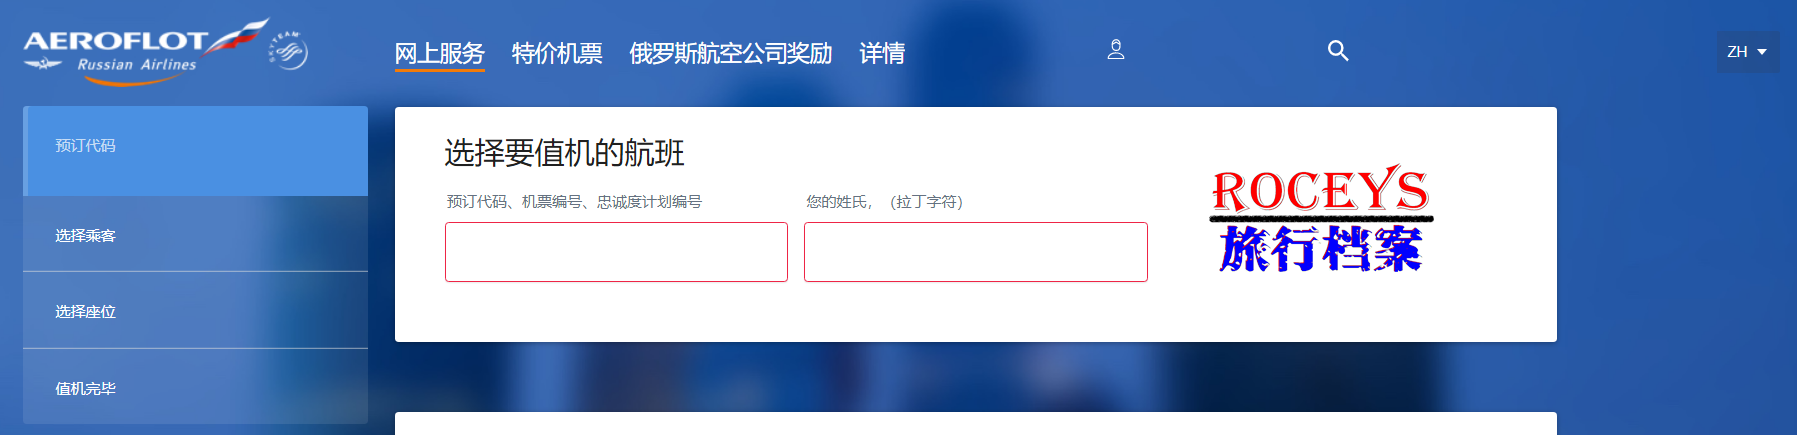 AEROFLOT
Russian Airlines
SKYTEAM
网上服务
特价机票
俄罗斯航空公司奖励
详情
ZH
预订代码
选择乘客
选择座位
值机完毕
选择要值机的航班
预订代码、机票编号、忠诚度计划编号
您的姓氏，（拉丁字符）
ROCEYS
旅行档案